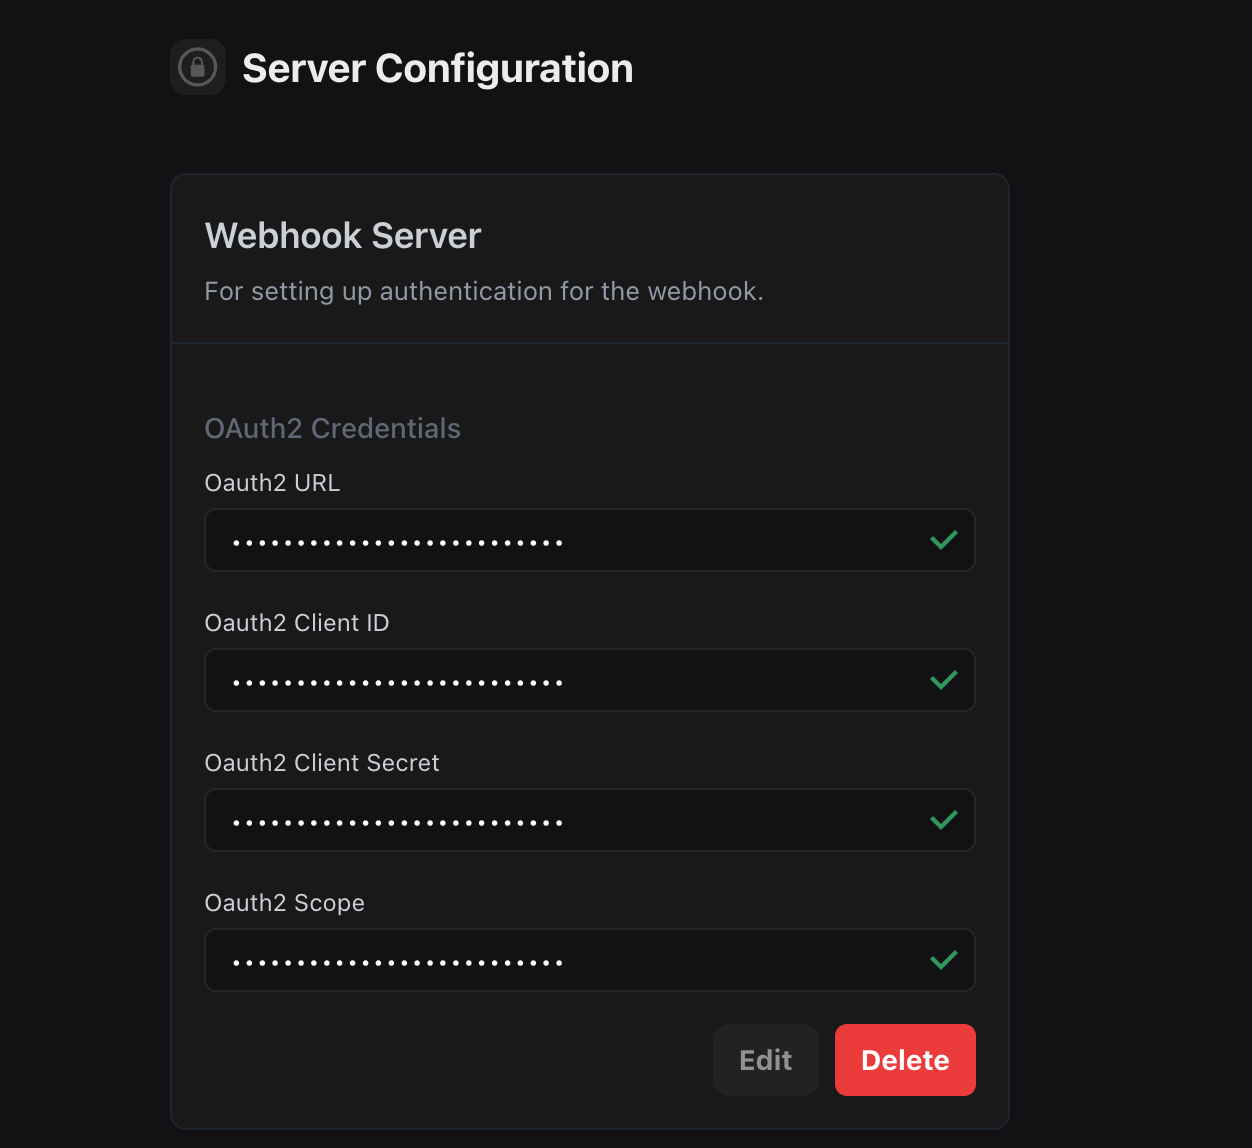 Server Configuration
Webhook Server
For setting up authentication for the webhook.
OAuth2 Credentials
Oauth2 URL
••••••••••••••••••••••••••
Oauth2 Client ID
••••••••••••••••••••••••••
Oauth2 Client Secret
••••••••••••••••••••••••••
Oauth2 Scope
••••••••••••••••••••••••••
Edit Delete